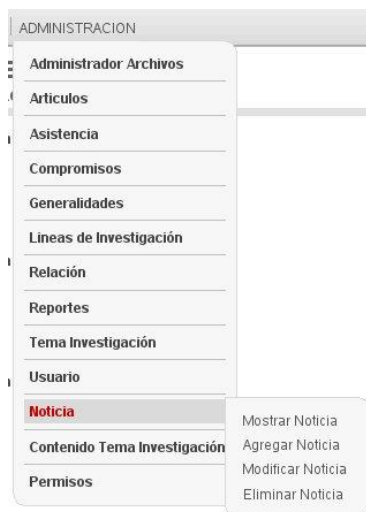 ADMINISTRACION
Administrador Archivos
Articulos
Asistencia
Compromisos
Generalidades
Lineas de Investigación
Relación
Reportes
Tema Investigación
Usuario
Noticia
Mostrar Noticia
Contenido Tema Investigación
Agregar Noticia
Modificar Noticia
Permisos
Eliminar Noticia